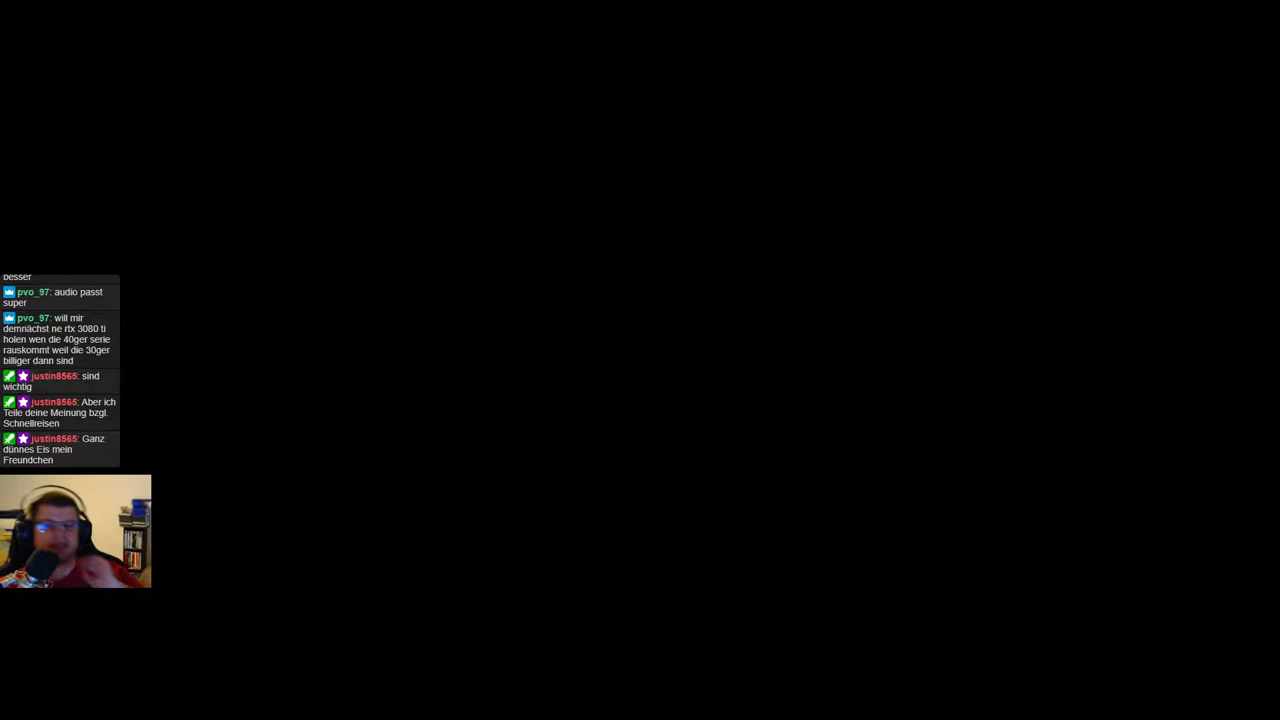 besser
pvo_97: audio passt
super
pvo_97: will mir
demnächst ne rtx 3080 ti
holen wen die 40ger serie
rauskommt weil die 30ger
billiger dann sind
justin8565: sind
wichtig
justin8565: Aber ich
Teile deine Meinung bzgl.
Schnellreisen
justin8565: Ganz
dünnes Eis mein
Freundchen